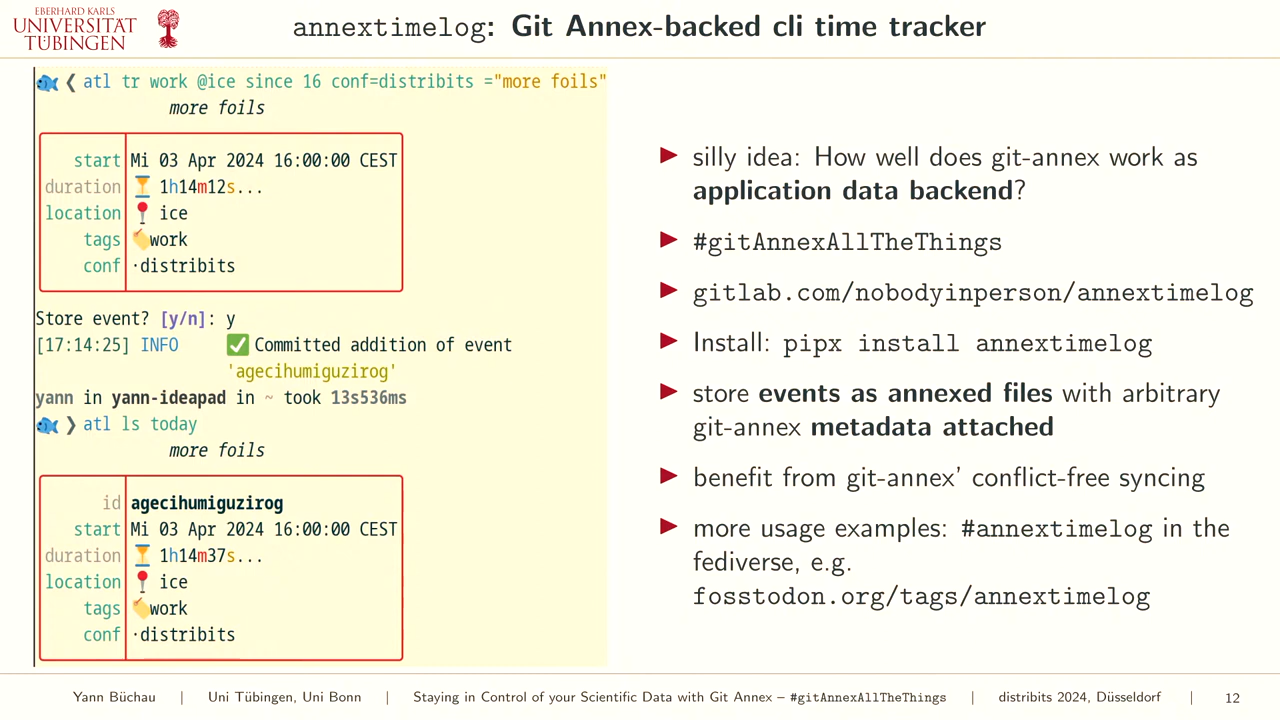 EBERHARD KARLS
UNIVERSITÄT
TÜBINGEN
annextimelog: Git Annex-backed cli time tracker
❮ atl tr work @ice since 16 conf=distribits ="more foils"
more foils
start Mi 03 Apr 2024 16:00:00 CEST
duration ⏳ 1h14m12s...
location 📍 ice
tags 🏷️work
conf ·distribits
Store event? [y/n]: y
[17:14:25] INFO ✅ Committed addition of event
'agecihumiguzirog'
yann in yann-ideapad in ~ took 13s536ms
❯ atl ls today
more foils
id agecihumiguzirog
start Mi 03 Apr 2024 16:00:00 CEST
duration ⏳ 1h14m37s...
location 📍 ice
tags 🏷️work
conf ·distribits
▶ silly idea: How well does git-annex work as
application data backend?
▶ #gitAnnexAllTheThings
▶ gitlab.com/nobodyinperson/annextimelog
▶ Install: pipx install annextimelog
▶ store events as annexed files with arbitrary
git-annex metadata attached
▶ benefit from git-annex' conflict-free syncing
▶ more usage examples: #annextimelog in the
fediverse, e.g.
fosstodon.org/tags/annextimelog
Yann Büchau | Uni Tübingen, Uni Bonn | Staying in Control of your Scientific Data with Git Annex – #gitAnnexAllTheThings | distribits 2024, Düsseldorf | 12